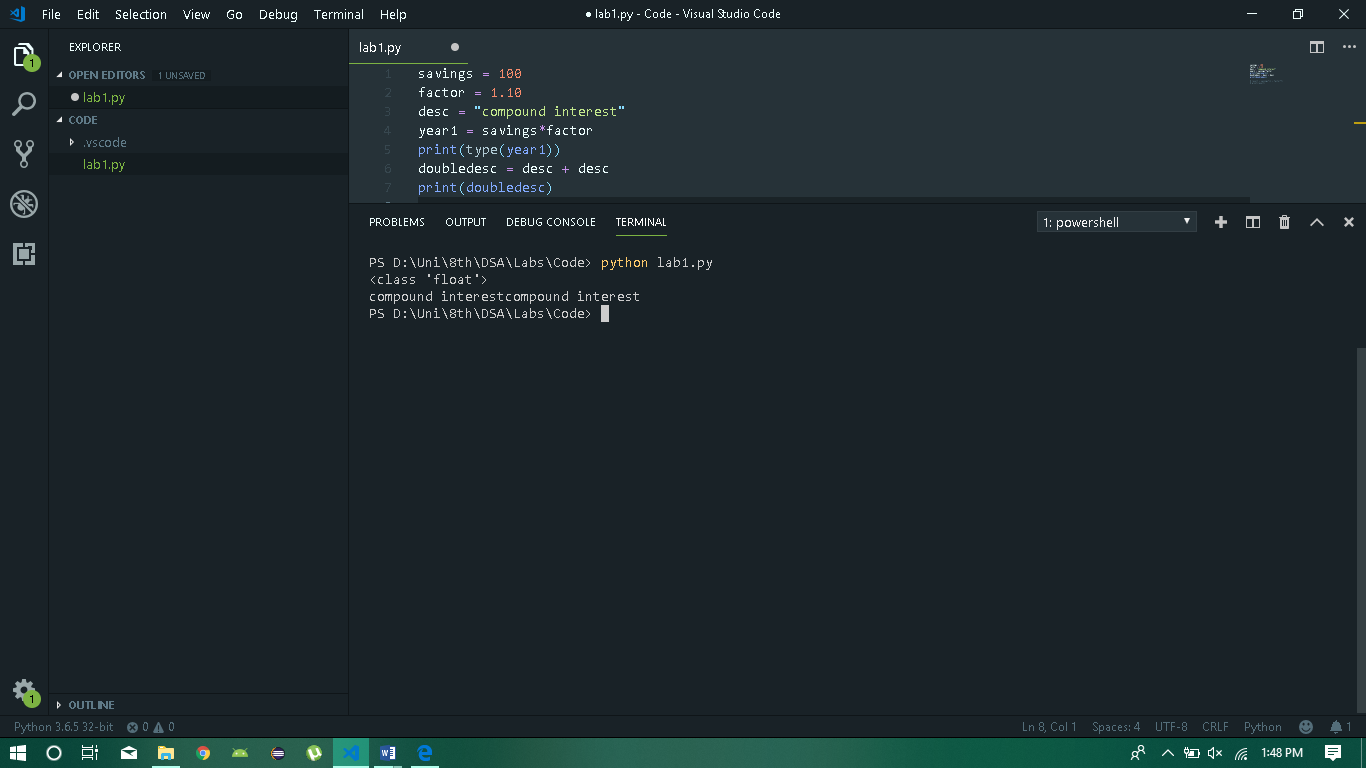 File Edit Selection View Go Debug Terminal Help
● lab1.py - Code - Visual Studio Code
EXPLORER
OPEN EDITORS 1 UNSAVED
lab1.py
CODE
.vscode
lab1.py
OUTLINE
lab1.py
1 savings = 100
2 factor = 1.10
3 desc = "compound interest"
4 year1 = savings*factor
5 print(type(year1))
6 doubledesc = desc + desc
7 print(doubledesc)
PROBLEMS OUTPUT DEBUG CONSOLE TERMINAL
1: powershell
PS D:\Uni\8th\DSA\Labs\Code> python lab1.py
<class 'float'>
compound interestcompound interest
PS D:\Uni\8th\DSA\Labs\Code>
1
1
Python 3.6.5 32-bit 0 0
Ln 8, Col 1 Spaces: 4 UTF-8 CRLF Python 1
1:48 PM